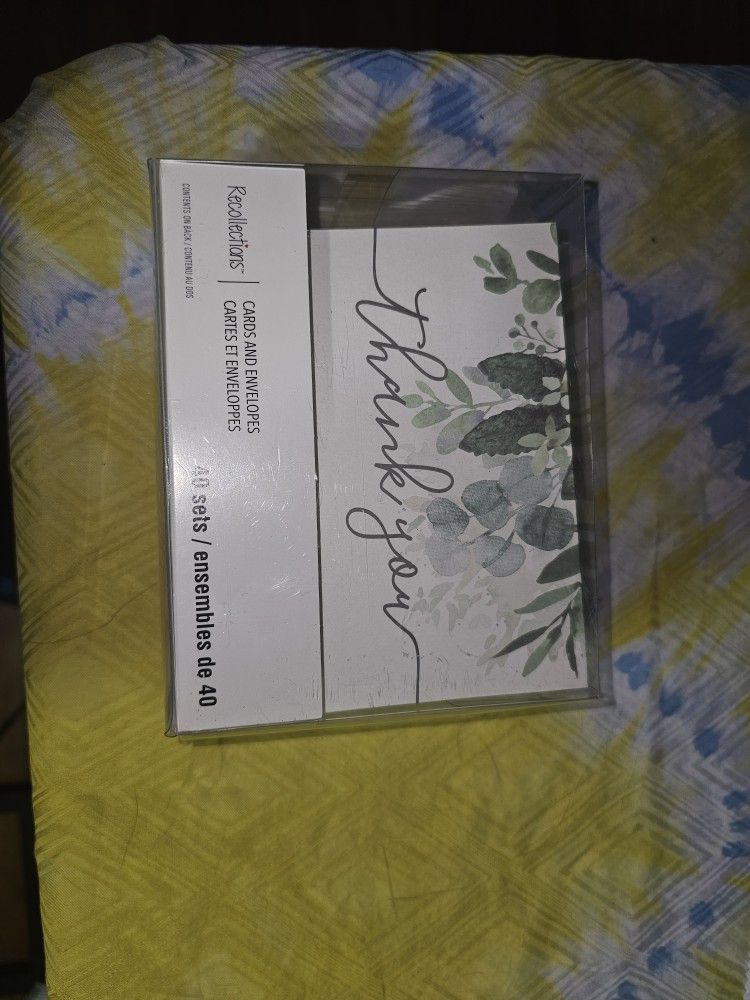 thank you
Recollections™
CARDS AND ENVELOPES
CARTES ET ENVELOPPES
40 sets / ensembles de 40
CONTENTS ON BACK / CONTENU AU DOS